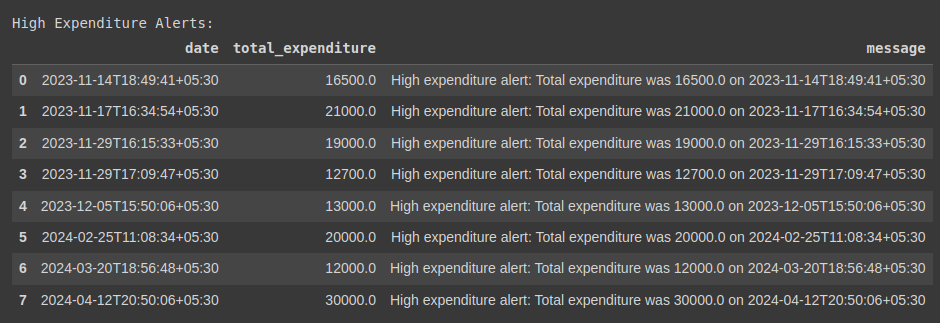 High Expenditure Alerts:
date total_expenditure message
0 2023-11-14T18:49:41+05:30 16500.0 High expenditure alert: Total expenditure was 16500.0 on 2023-11-14T18:49:41+05:30
1 2023-11-17T16:34:54+05:30 21000.0 High expenditure alert: Total expenditure was 21000.0 on 2023-11-17T16:34:54+05:30
2 2023-11-29T16:15:33+05:30 19000.0 High expenditure alert: Total expenditure was 19000.0 on 2023-11-29T16:15:33+05:30
3 2023-11-29T17:09:47+05:30 12700.0 High expenditure alert: Total expenditure was 12700.0 on 2023-11-29T17:09:47+05:30
4 2023-12-05T15:50:06+05:30 13000.0 High expenditure alert: Total expenditure was 13000.0 on 2023-12-05T15:50:06+05:30
5 2024-02-25T11:08:34+05:30 20000.0 High expenditure alert: Total expenditure was 20000.0 on 2024-02-25T11:08:34+05:30
6 2024-03-20T18:56:48+05:30 12000.0 High expenditure alert: Total expenditure was 12000.0 on 2024-03-20T18:56:48+05:30
7 2024-04-12T20:50:06+05:30 30000.0 High expenditure alert: Total expenditure was 30000.0 on 2024-04-12T20:50:06+05:30